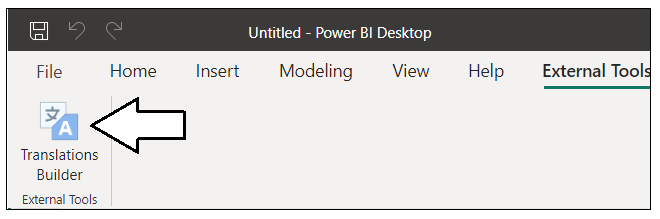 Untitled - Power BI Desktop
File Home Insert Modeling View Help External Tools
文 A
Translations
Builder
External Tools